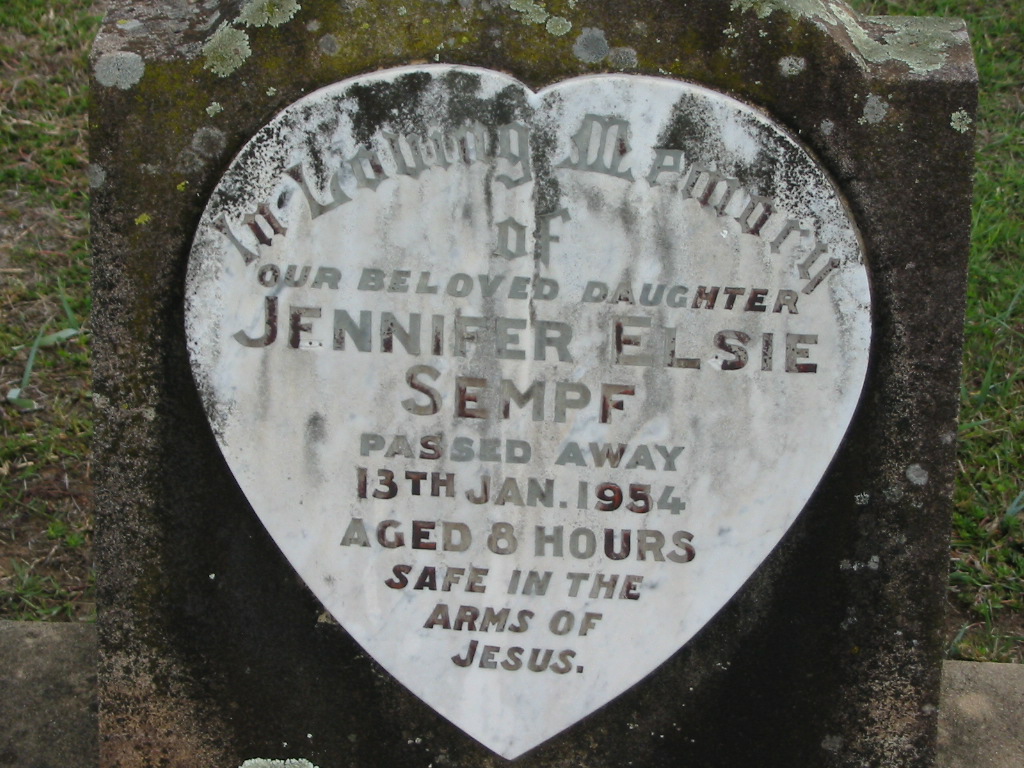 In Loving Memory
of
OUR BELOVED DAUGHTER
JENNIFER ELSIE
SEMPF
PASSED AWAY
13TH JAN. 1954
AGED 8 HOURS
SAFE IN THE
ARMS OF
JESUS.